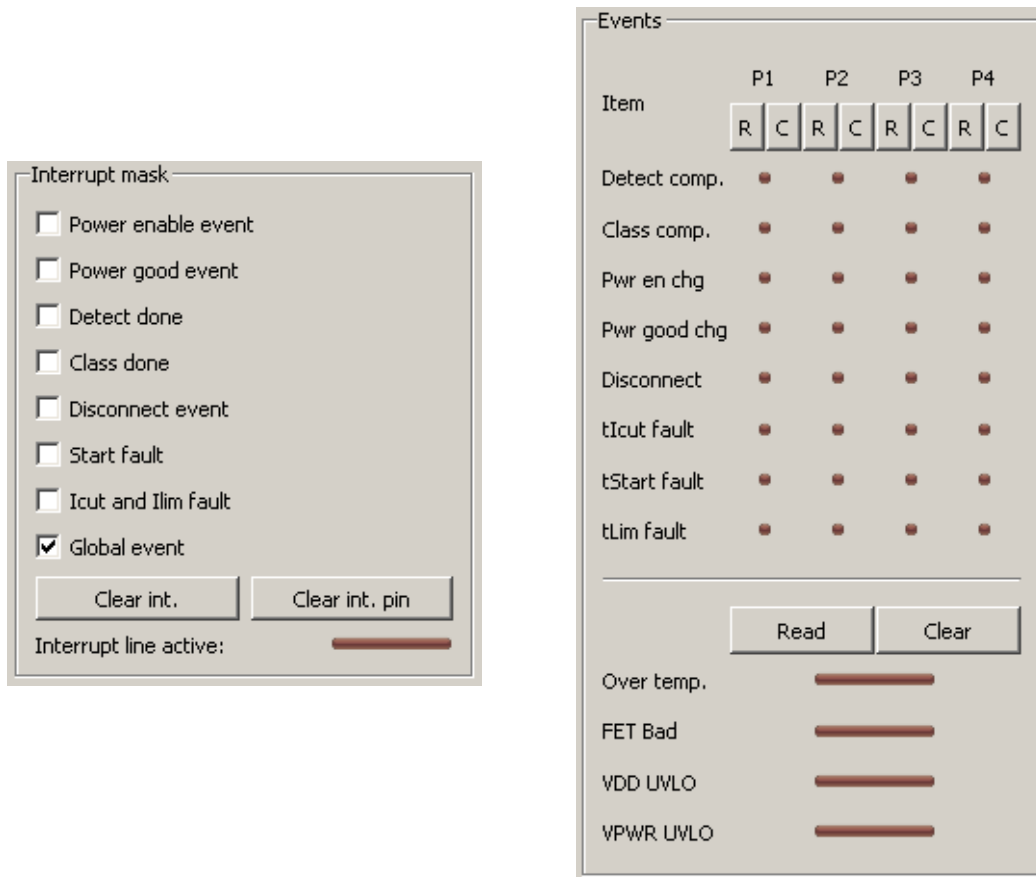 Interrupt mask
Power enable event
Power good event
Detect done
Class done
Disconnect event
Start fault
Icut and Ilim fault
Global event
Clear int. Clear int. pin
Interrupt line active:
Events
P1 P2 P3 P4
Item
R C R C R C R C
Detect comp.
Class comp.
Pwr en chg
Pwr good chg
Disconnect
tIcut fault
tStart fault
tLim fault
Read Clear
Over temp.
FET Bad
VDD UVLO
VPWR UVLO